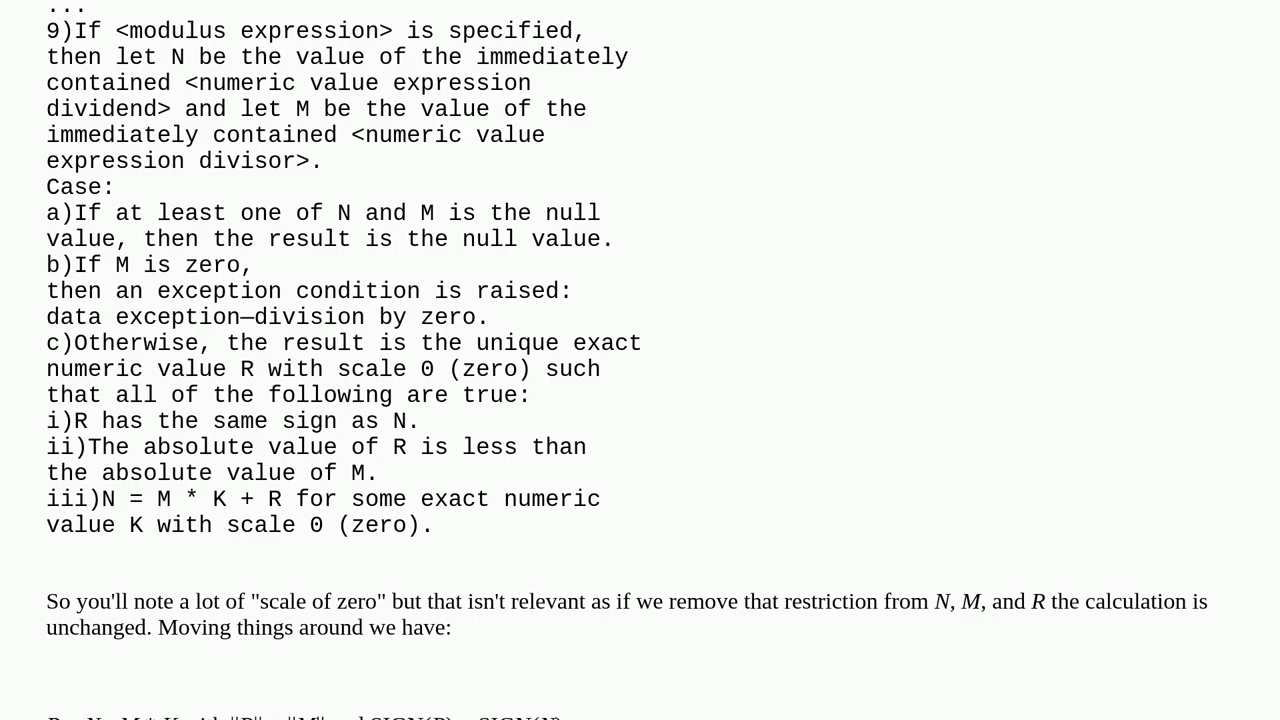 ...
9)If <modulus expression> is specified,
then let N be the value of the immediately
contained <numeric value expression
dividend> and let M be the value of the
immediately contained <numeric value
expression divisor>.
Case:
a)If at least one of N and M is the null
value, then the result is the null value.
b)If M is zero,
then an exception condition is raised:
data exception—division by zero.
c)Otherwise, the result is the unique exact
numeric value R with scale 0 (zero) such
that all of the following are true:
i)R has the same sign as N.
ii)The absolute value of R is less than
the absolute value of M.
iii)N = M * K + R for some exact numeric
value K with scale 0 (zero).
So you'll note a lot of "scale of zero" but that isn't relevant as if we remove that restriction from N, M, and R the calculation is
unchanged. Moving things around we have: